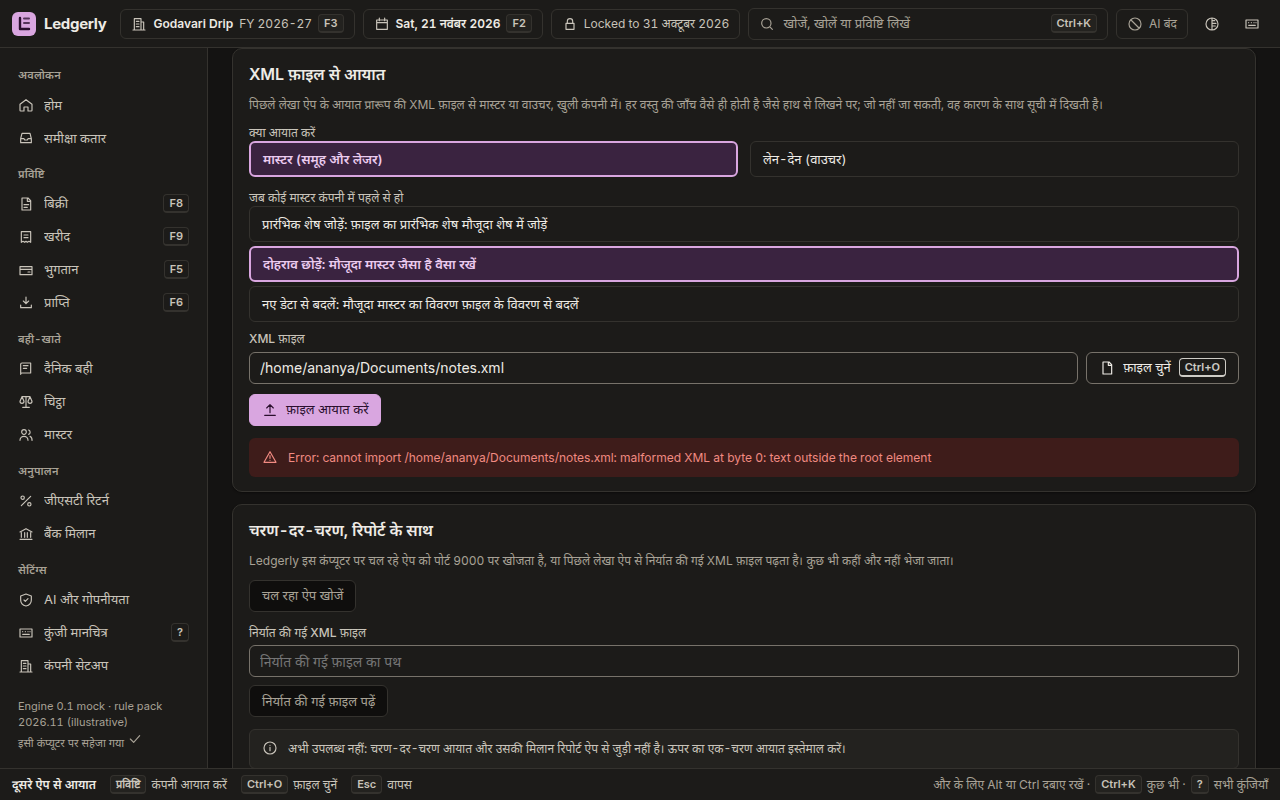 Ledgerly
Godavari Drip FY 2026-27 F3
Sat, 21 नवंबर 2026 F2
Locked to 31 अक्टूबर 2026
खोजें, खोलें या प्रविष्टि लिखें Ctrl+K
AI बंद
अवलोकन
होम
समीक्षा कतार
प्रविष्टि
बिक्री F8
खरीद F9
भुगतान F5
प्राप्ति F6
बही-खाते
दैनिक बही
चिट्ठा
मास्टर
अनुपालन
जीएसटी रिटर्न
बैंक मिलान
सेटिंग्स
AI और गोपनीयता
कुंजी मानचित्र ?
कंपनी सेटअप
Engine 0.1 mock · rule pack
2026.11 (illustrative)
इसी कंप्यूटर पर सहेजा गया
XML फ़ाइल से आयात
पिछले लेखा ऐप के आयात प्रारूप की XML फ़ाइल से मास्टर या वाउचर, खुली कंपनी में। हर वस्तु की जाँच वैसे ही होती है जैसे हाथ से लिखने पर; जो नहीं जा सकती, वह कारण के साथ सूची में दिखती है।
क्या आयात करें
मास्टर (समूह और लेजर)
लेन-देन (वाउचर)
जब कोई मास्टर कंपनी में पहले से हो
प्रारंभिक शेष जोड़ें: फ़ाइल का प्रारंभिक शेष मौजूदा शेष में जोड़ें
दोहराव छोड़ें: मौजूदा मास्टर जैसा है वैसा रखें
नए डेटा से बदलें: मौजूदा मास्टर का विवरण फ़ाइल के विवरण से बदलें
XML फ़ाइल
/home/ananya/Documents/notes.xml
फ़ाइल चुनें Ctrl+O
फ़ाइल आयात करें
Error: cannot import /home/ananya/Documents/notes.xml: malformed XML at byte 0: text outside the root element
चरण-दर-चरण, रिपोर्ट के साथ
Ledgerly इस कंप्यूटर पर चल रहे ऐप को पोर्ट 9000 पर खोजता है, या पिछले लेखा ऐप से निर्यात की गई XML फ़ाइल पढ़ता है। कुछ भी कहीं और नहीं भेजा जाता।
चल रहा ऐप खोजें
निर्यात की गई XML फ़ाइल
निर्यात की गई फ़ाइल का पथ
निर्यात की गई फ़ाइल पढ़ें
अभी उपलब्ध नहीं: चरण-दर-चरण आयात और उसकी मिलान रिपोर्ट ऐप से जुड़ी नहीं है। ऊपर का एक-चरण आयात इस्तेमाल करें।
दूसरे ऐप से आयात प्रविष्टि कंपनी आयात करें Ctrl+O फ़ाइल चुनें Esc वापस
और के लिए Alt या Ctrl दबाए रखें · Ctrl+K कुछ भी · ? सभी कुंजियाँ